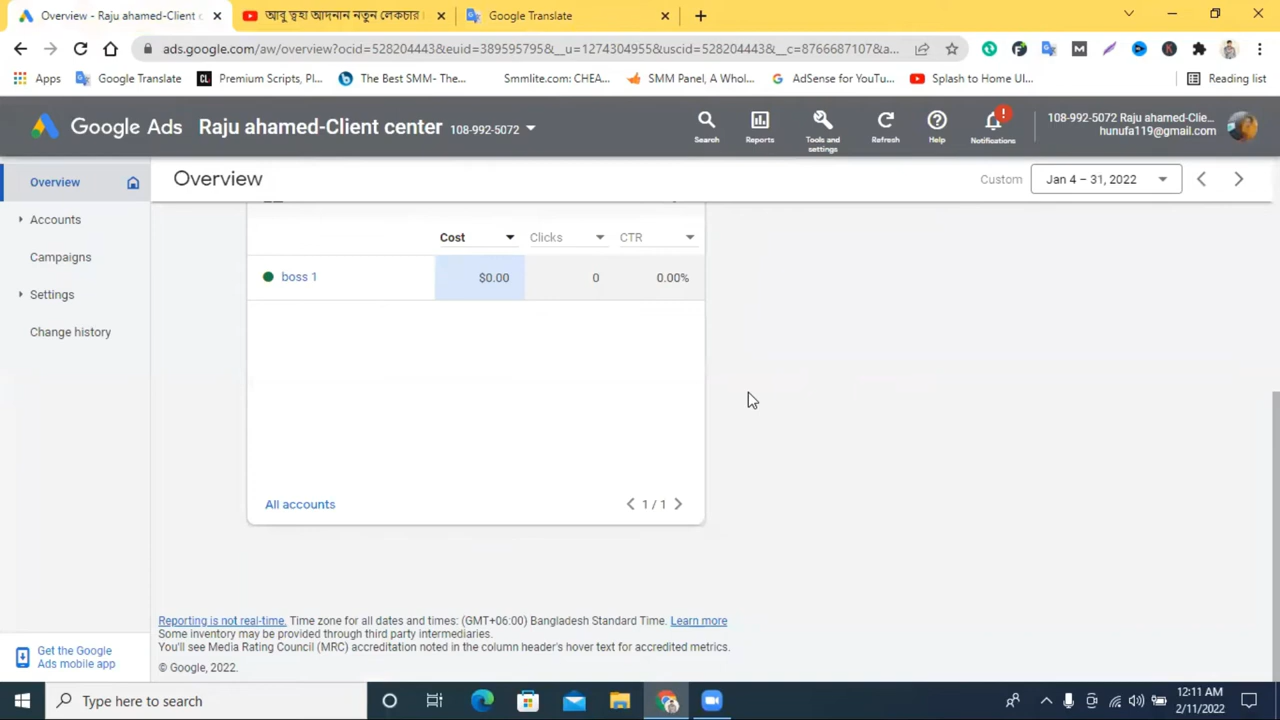 Overview - Raju ahamed-Client c
আবু ত্বহা আদনান নতুন লেকচার
Google Translate
ads.google.com/aw/overview?ocid=528204443&euid=389595795&__u=1274304955&uscid=528204443&__c=8766687107&a...
Apps
Google Translate
Premium Scripts, Pl...
The Best SMM- The...
Smmlite.com: CHEA...
SMM Panel, A Whol...
AdSense for YouTu...
Splash to Home UI...
Reading list
Google Ads
Raju ahamed-Client center
108-992-5072
Search
Reports
Tools and
settings
Refresh
Help
Notifications
108-992-5072 Raju ahamed-Clie...
hunufa119@gmail.com
Overview
Accounts
Campaigns
Settings
Change history
Get the Google
Ads mobile app
Overview
Custom
Jan 4 – 31, 2022
Cost
Clicks
CTR
boss 1
$0.00
0
0.00%
All accounts
1 / 1
Reporting is not real-time. Time zone for all dates and times: (GMT+06:00) Bangladesh Standard Time. Learn more
Some inventory may be provided through third party intermediaries.
You'll see Media Rating Council (MRC) accreditation noted in the column header's hover text for accredited metrics.
© Google, 2022.
Type here to search
12:11 AM
2/11/2022